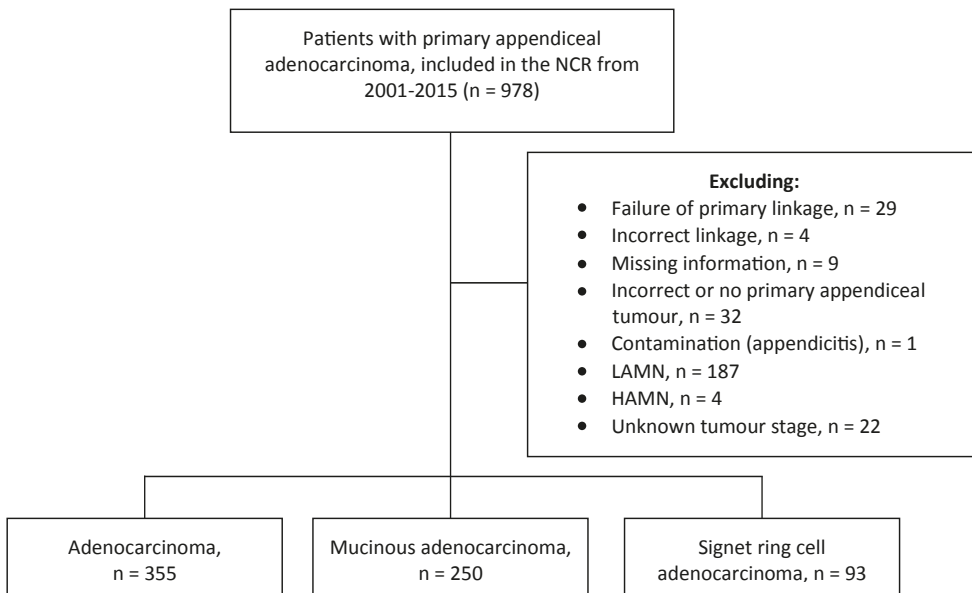 Patients with primary appendiceal
adenocarcinoma, included in the NCR from
2001-2015 (n = 978)
Excluding:
• Failure of primary linkage, n = 29
• Incorrect linkage, n = 4
• Missing information, n = 9
• Incorrect or no primary appendiceal
tumour, n = 32
• Contamination (appendicitis), n = 1
• LAMN, n = 187
• HAMN, n = 4
• Unknown tumour stage, n = 22
Adenocarcinoma,
n = 355
Mucinous adenocarcinoma,
n = 250
Signet ring cell
adenocarcinoma, n = 93